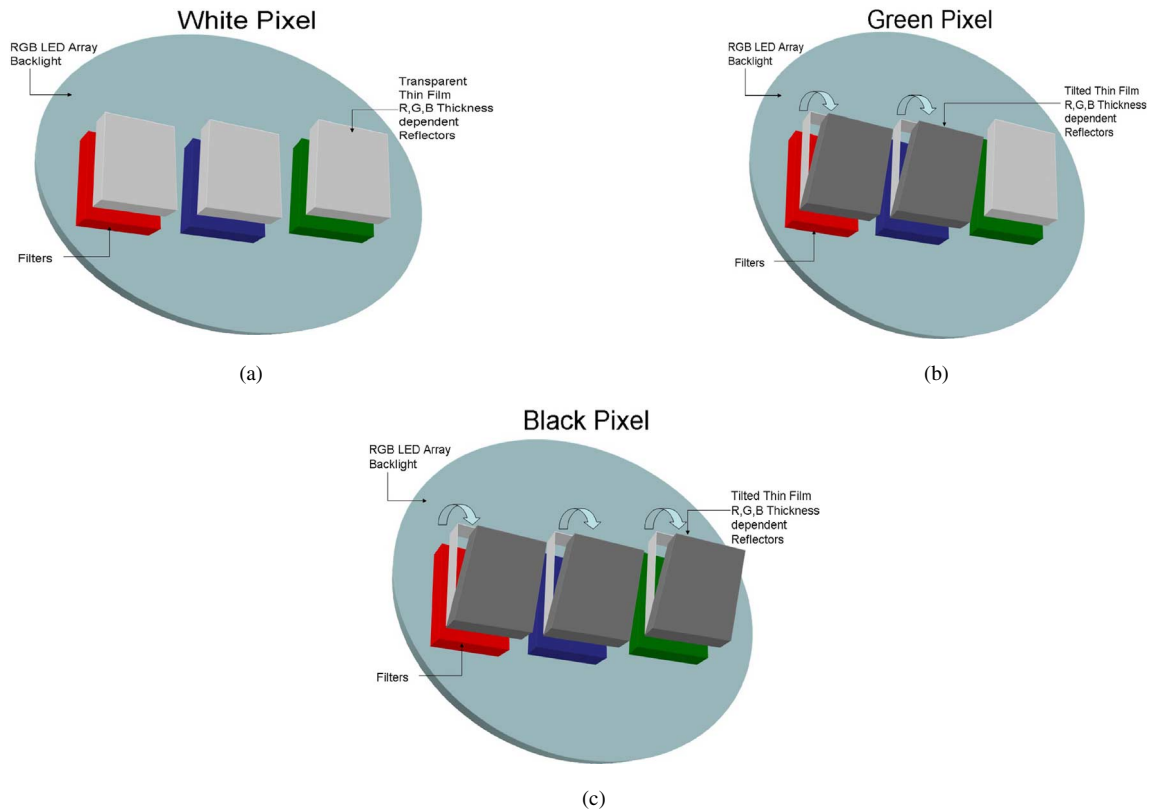 White Pixel
RGB LED Array
Backlight
Transparent
Thin Film
R,G,B Thickness
dependent
Reflectors
Filters
(a)
Green Pixel
RGB LED Array
Backlight
Tilted Thin Film
R,G,B Thickness
dependent
Reflectors
Filters
(b)
Black Pixel
RGB LED Array
Backlight
Tilted Thin Film
R,G,B Thickness
dependent
Reflectors
Filters
(c)